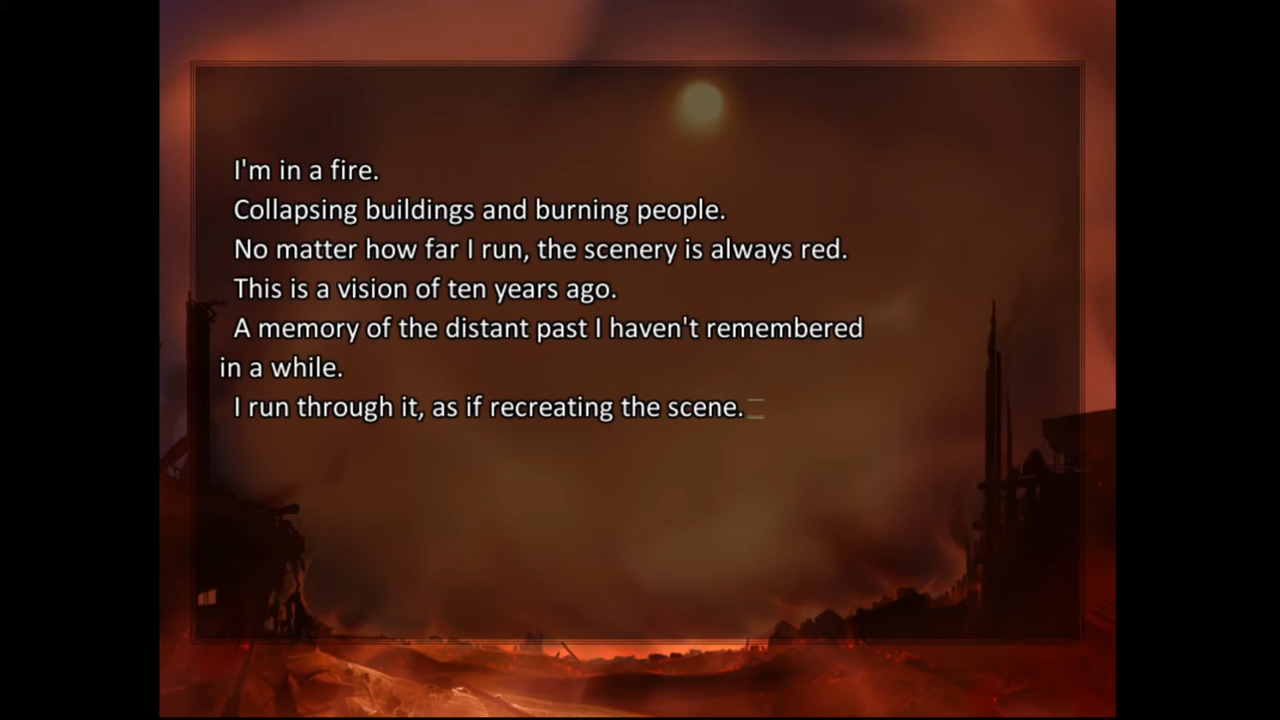 I'm in a fire.
Collapsing buildings and burning people.
No matter how far I run, the scenery is always red.
This is a vision of ten years ago.
A memory of the distant past I haven't remembered
in a while.
I run through it, as if recreating the scene.